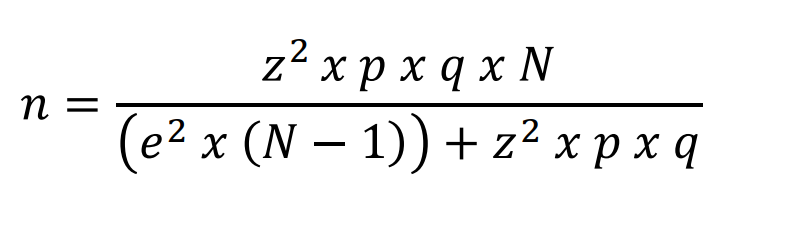 n = z² x p x q x N / (e² x (N − 1)) + z² x p x q